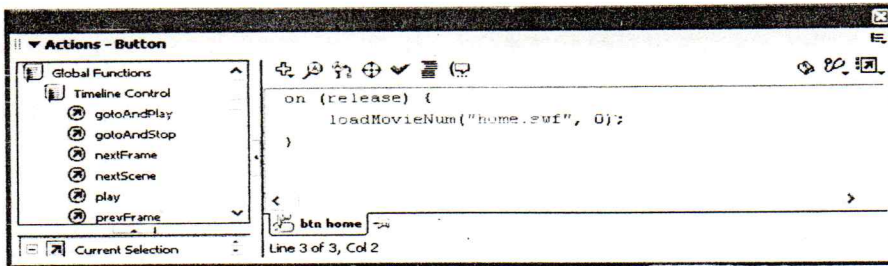 Actions - Button
Global Functions
Timeline Control
gotoAndPlay
gotoAndStop
nextFrame
nextScene
play
prevFrame
Current Selection
on (release) {
loadMovieNum("home.swf", 0);
}
btn home
Line 3 of 3, Col 2